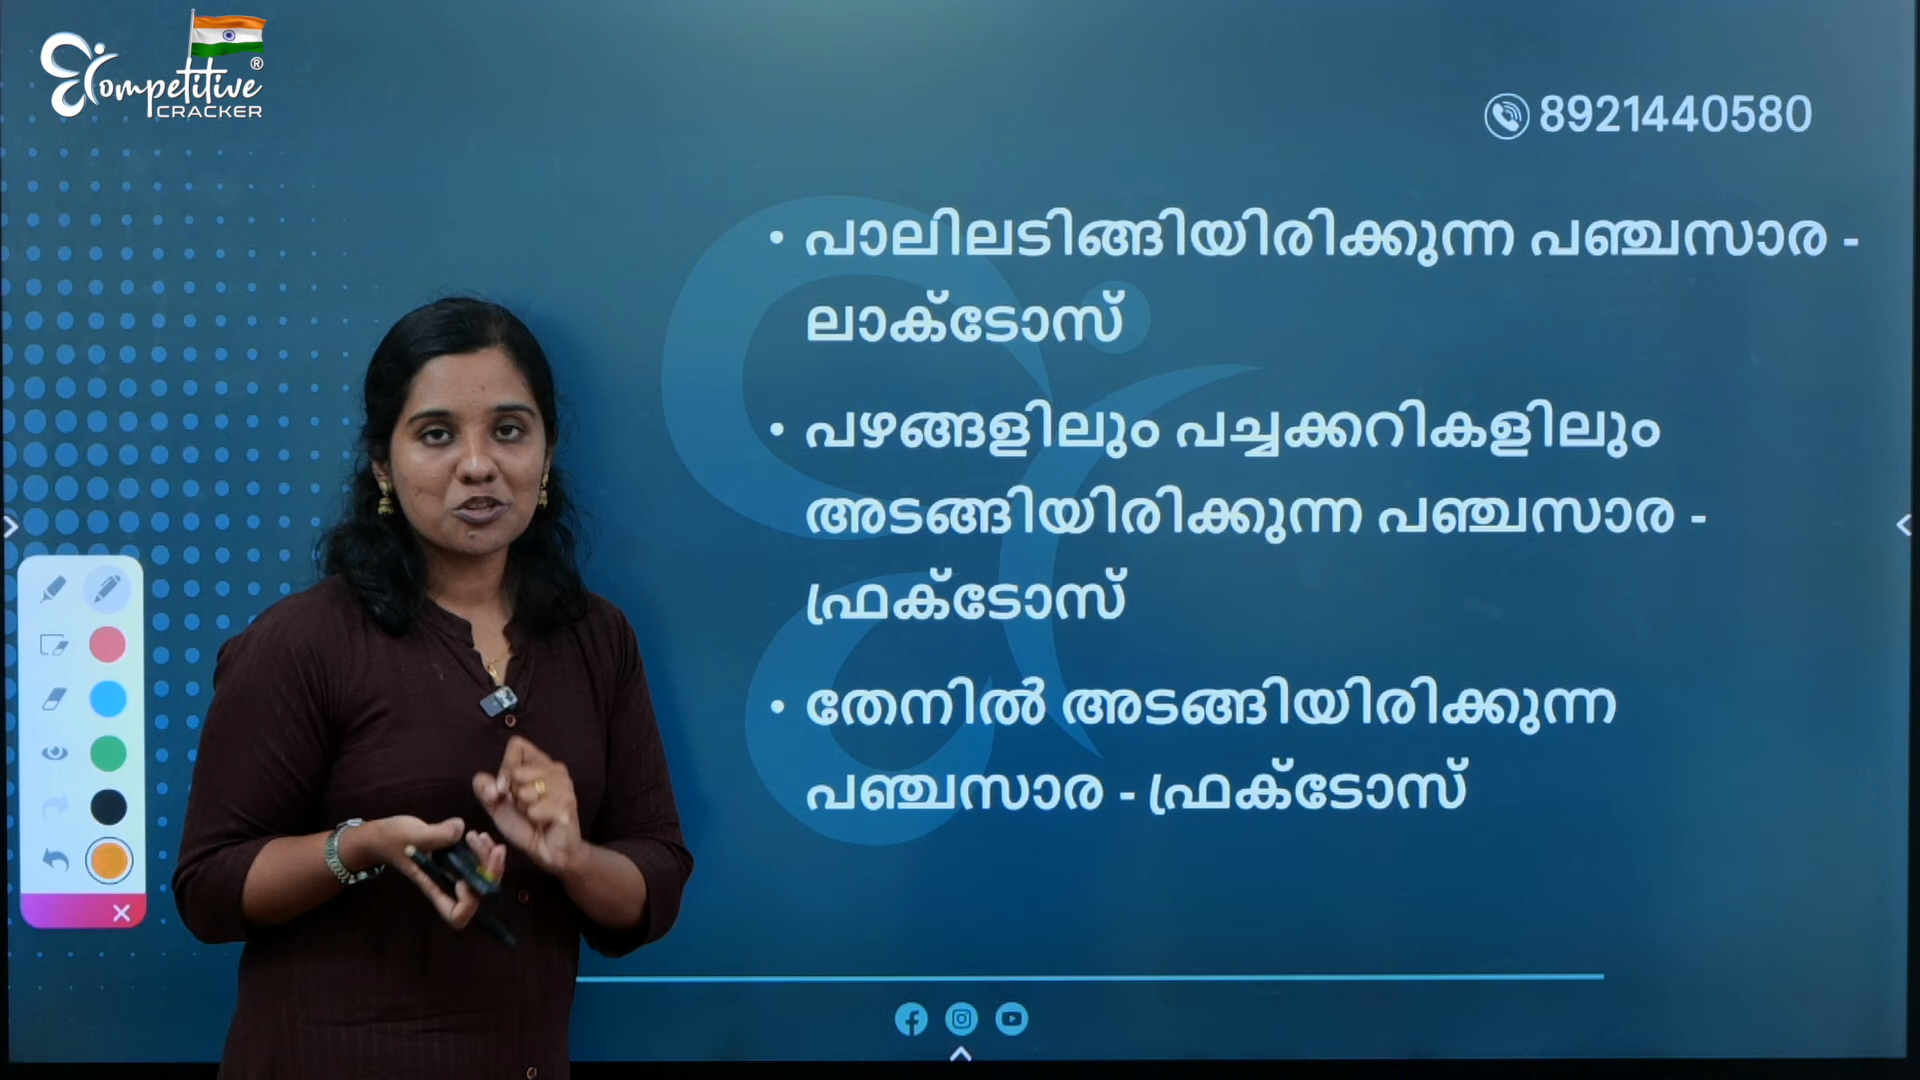 Competitive ®
CRACKER
8921440580
• പാലിലടിങ്ങിയിരിക്കുന്ന പഞ്ചസാര -
ലാക്ടോസ്
• പഴങ്ങളിലും പച്ചക്കറികളിലും
അടങ്ങിയിരിക്കുന്ന പഞ്ചസാര -
ഫ്രക്ടോസ്
• തേനിൽ അടങ്ങിയിരിക്കുന്ന
പഞ്ചസാര - ഫ്രക്ടോസ്